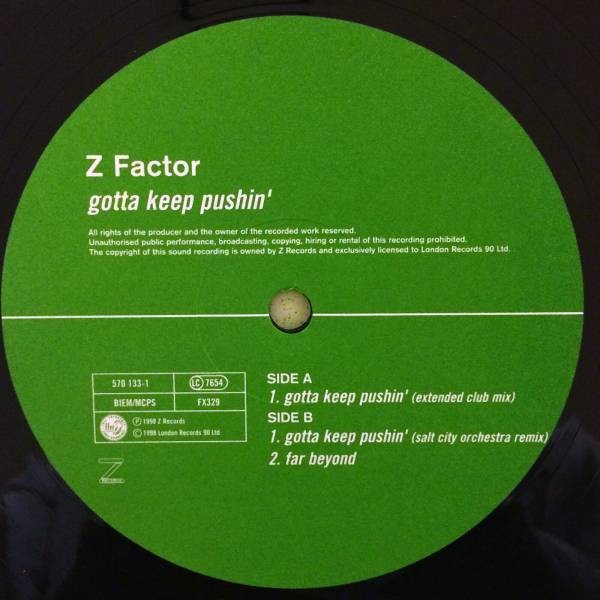 Z Factor
gotta keep pushin'
All rights of the producer and the owner of the recorded work reserved.
Unauthorised public performance, broadcasting, copying, hiring or rental of this recording prohibited.
The copyright of this sound recording is owned by Z Records and exclusively licensed to London Records 90 Ltd.
570 133-1
LC 7654
BIEM/MCPS
FX329
℗ 1998 Z Records
© 1998 London Records 90 Ltd
Z
SIDE A
1. gotta keep pushin' (extended club mix)
SIDE B
1. gotta keep pushin' (salt city orchestra remix)
2. far beyond